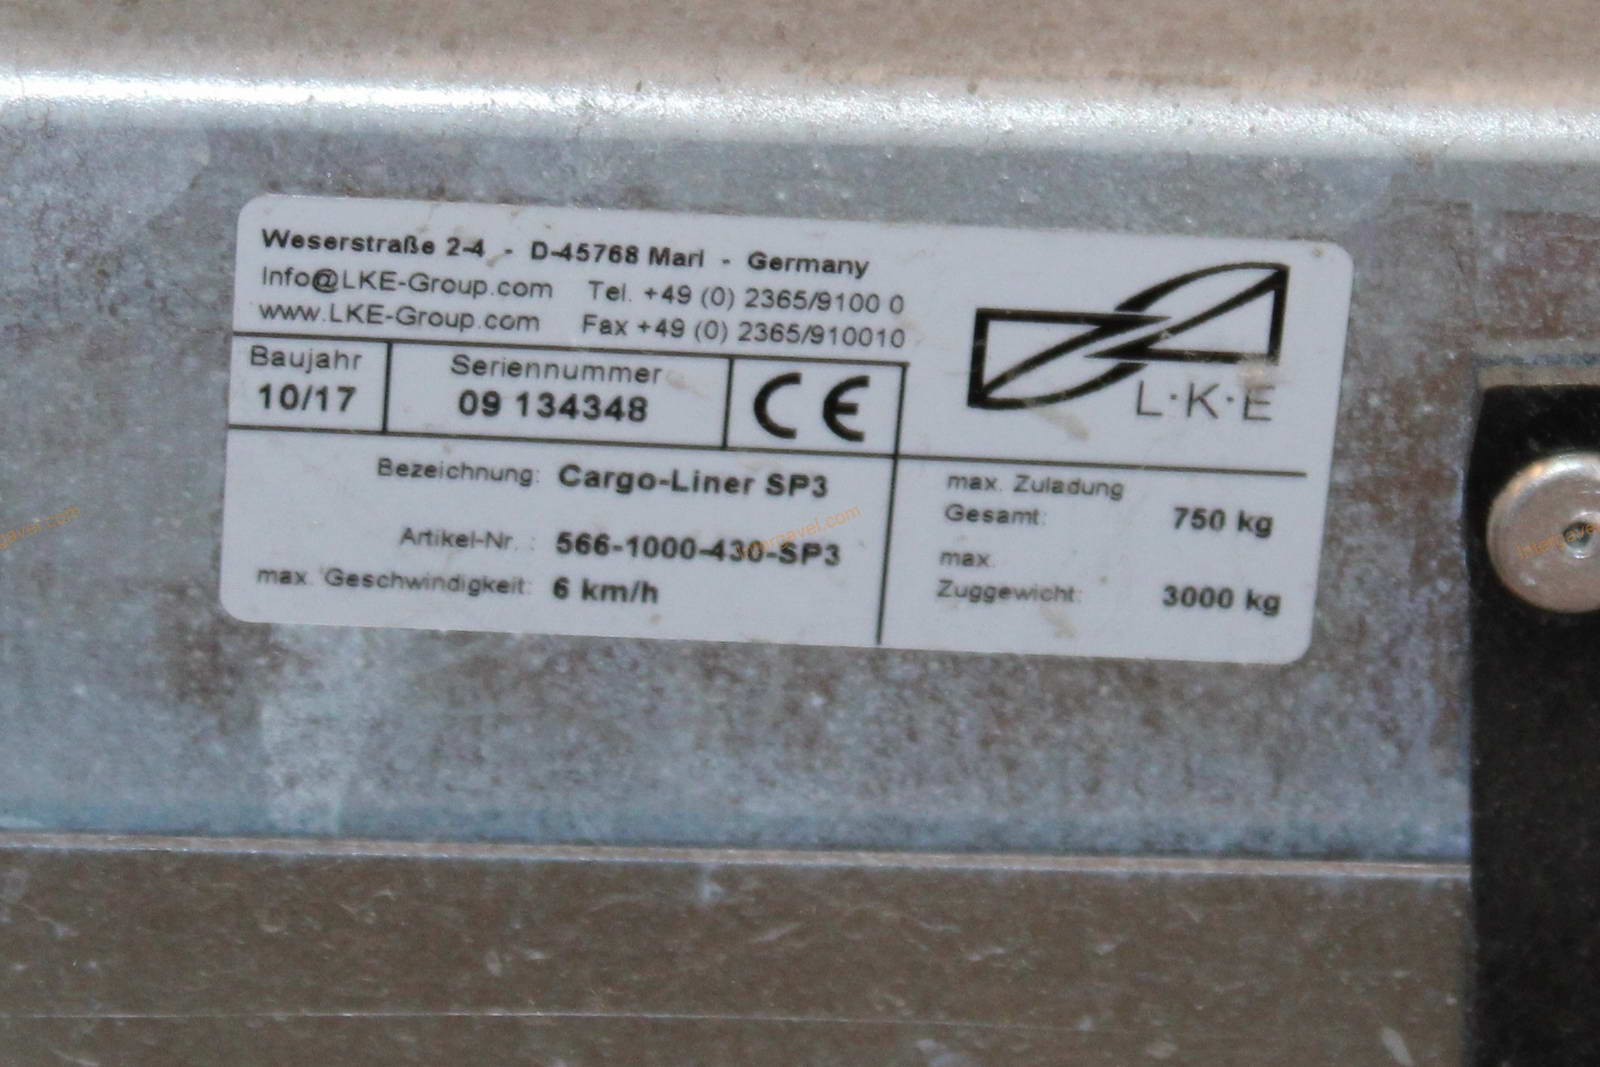 Weserstraße 2-4 - D-45768 Marl - Germany
Info@LKE-Group.com Tel. +49 (0) 2365/9100 0
www.LKE-Group.com Fax +49 (0) 2365/910010
L·K·E
Baujahr
10/17
Seriennummer
09 134348
CE
Bezeichnung: Cargo-Liner SP3
Artikel-Nr. : 566-1000-430-SP3
max. Geschwindigkeit: 6 km/h
max. Zuladung
Gesamt: 750 kg
max.
Zuggewicht: 3000 kg